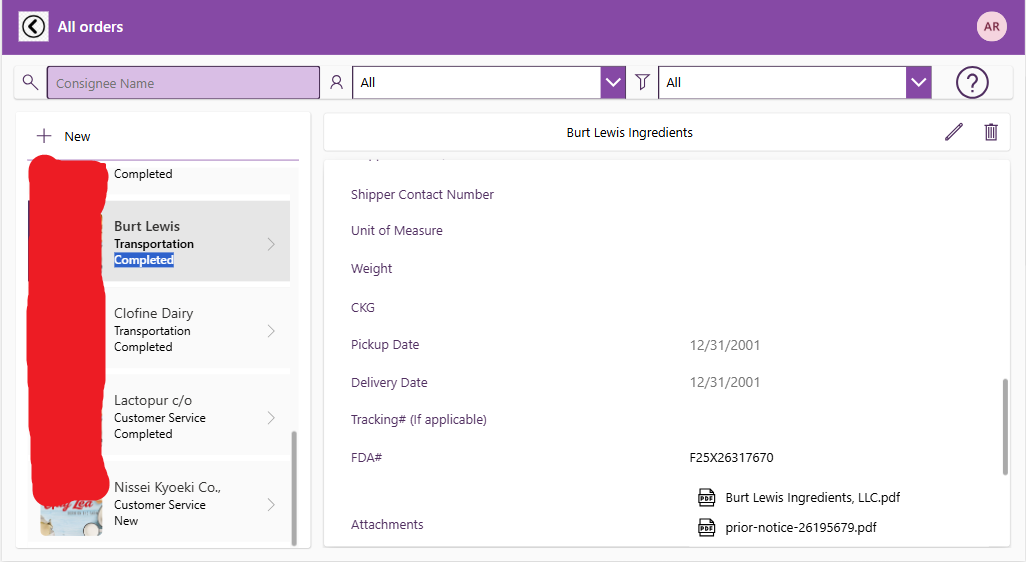 All orders
AR
Consignee Name
All
All
?
New
Completed
Burt Lewis
Transportation
Completed
Clofine Dairy
Transportation
Completed
Lactopur c/o
Customer Service
Completed
Nissei Kyoeki Co.,
Customer Service
New
Burt Lewis Ingredients
Shipper Contact Number
Unit of Measure
Weight
CKG
Pickup Date 12/31/2001
Delivery Date 12/31/2001
Tracking# (If applicable)
FDA# F25X26317670
Attachments
PDF Burt Lewis Ingredients, LLC.pdf
PDF prior-notice-26195679.pdf